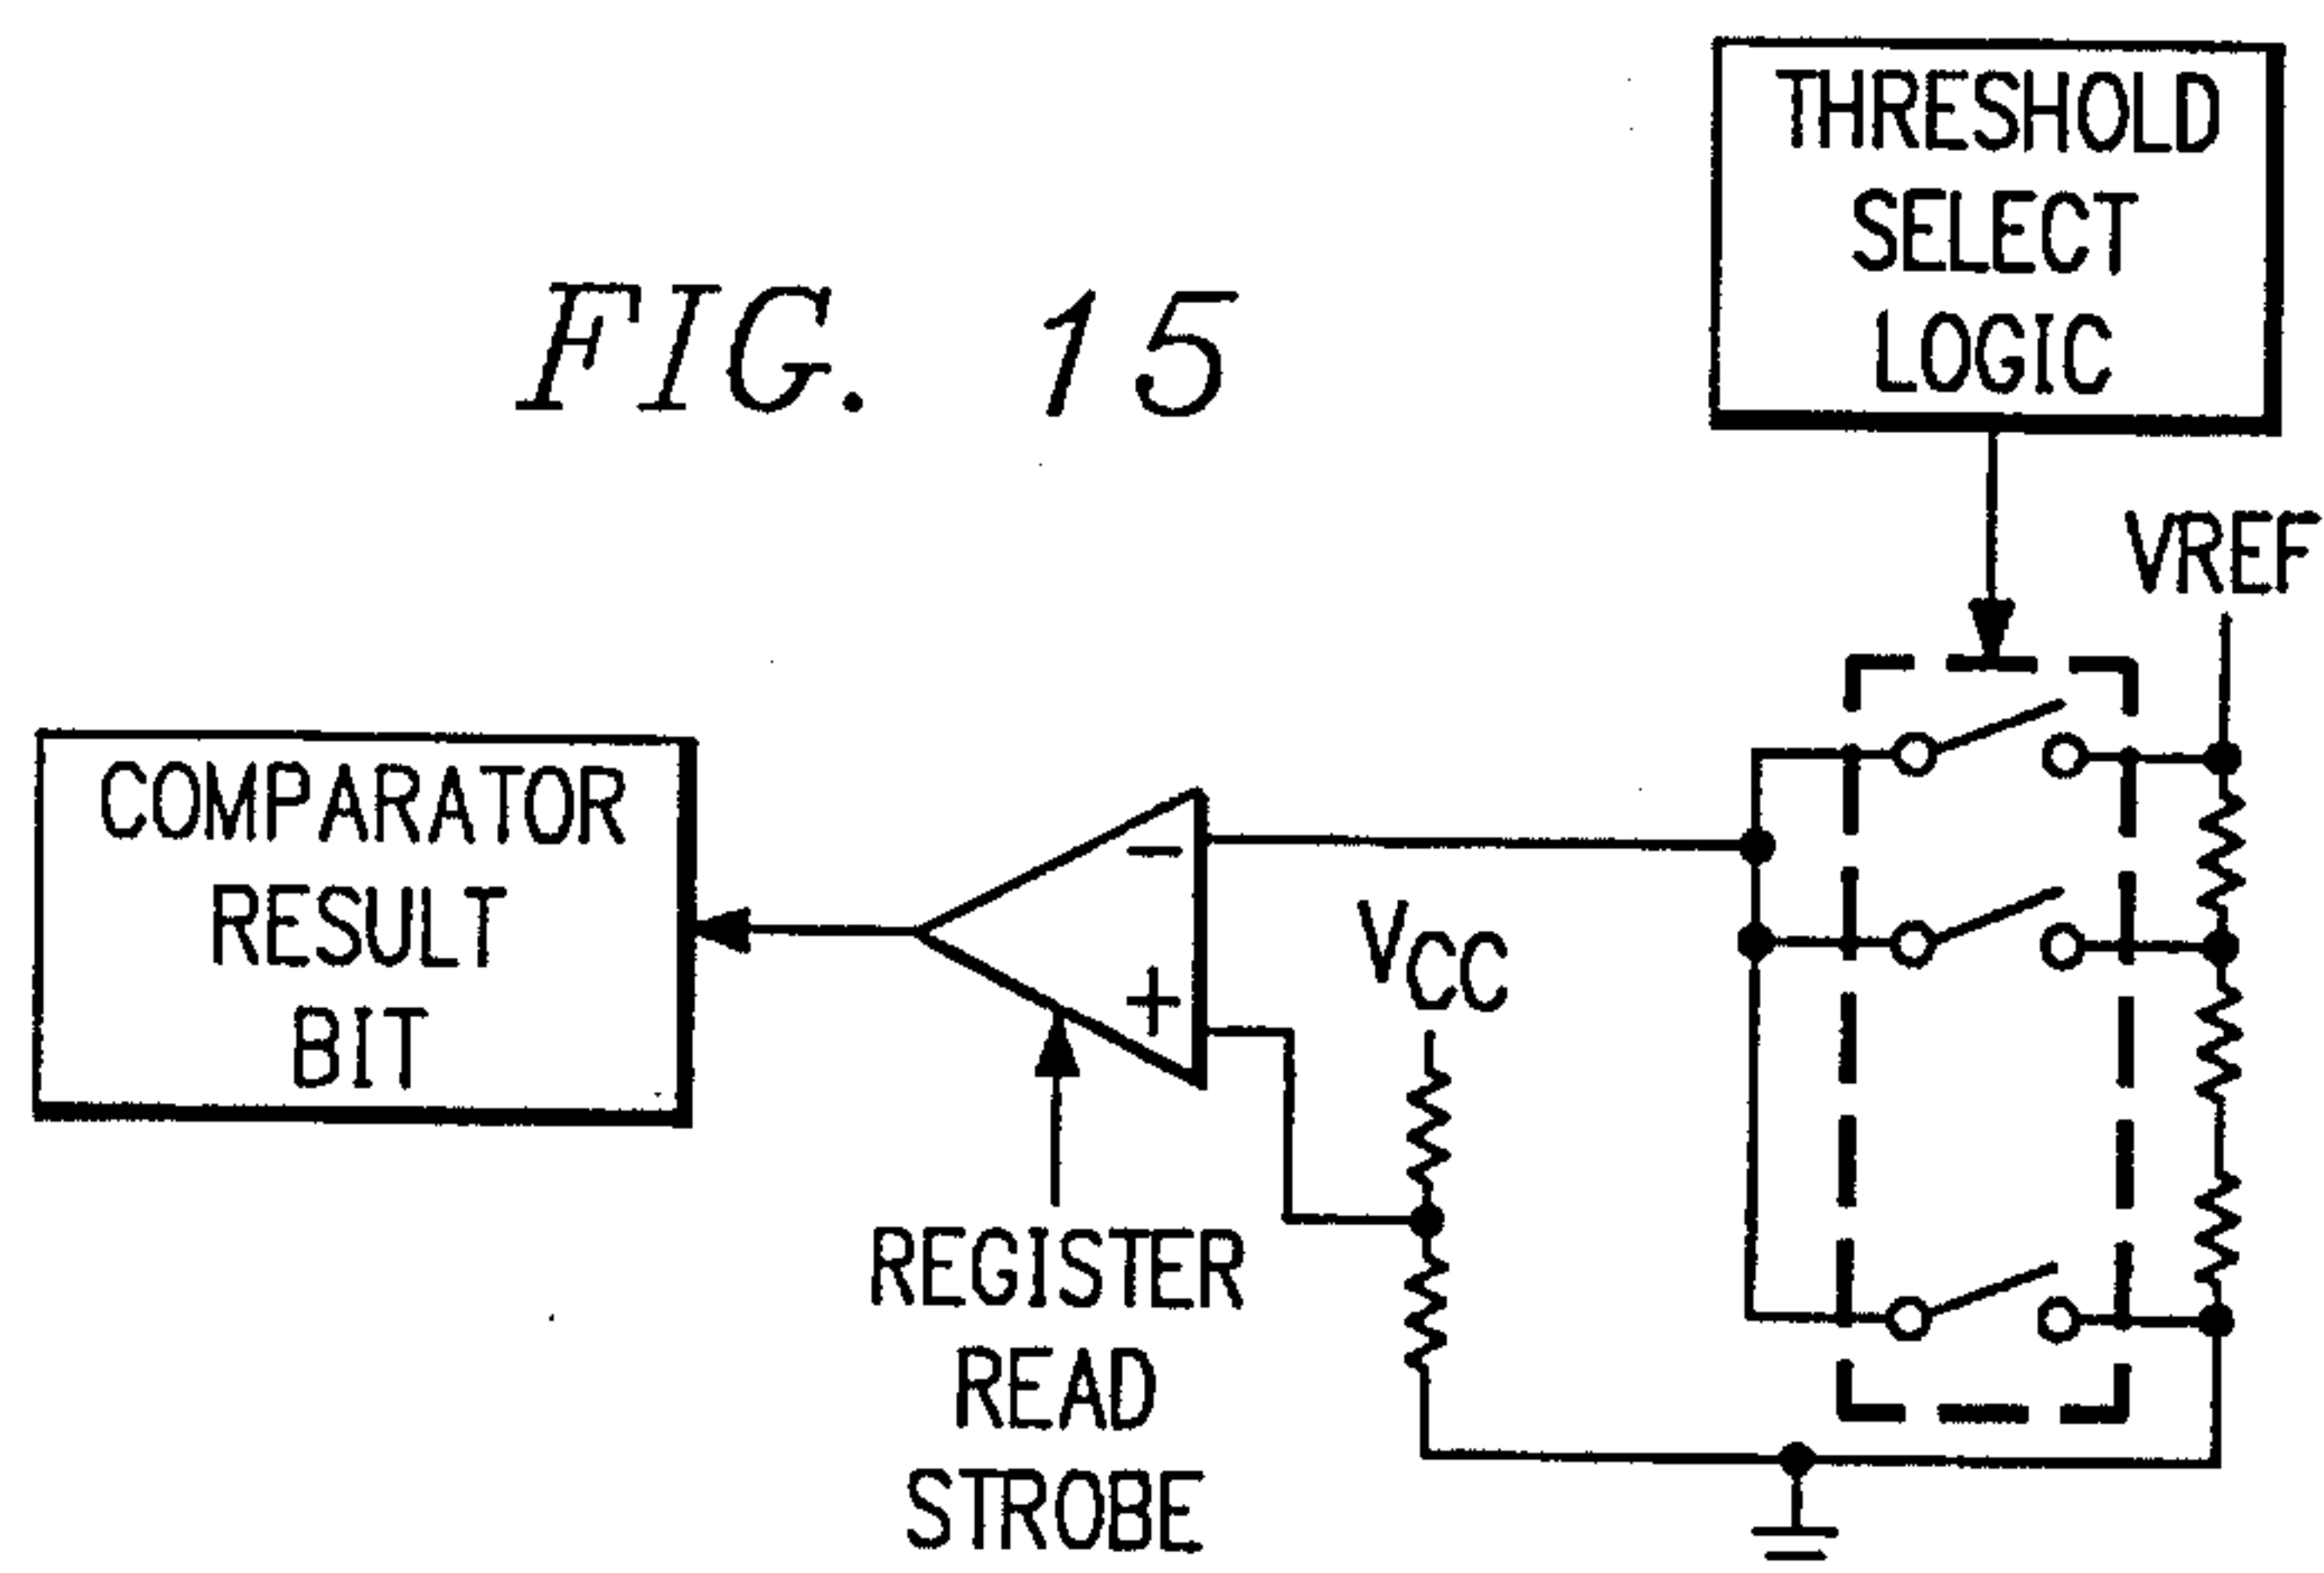 FIG. 15
THRESHOLD
SELECT
LOGIC
VREF
COMPARATOR
RESULT
BIT
−
+
VCC
REGISTER
READ
STROBE